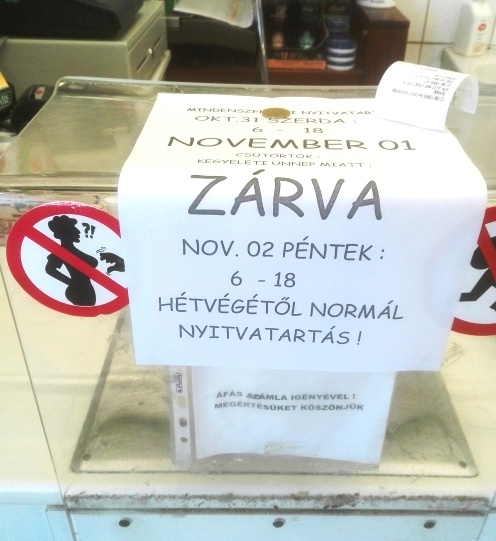 MINDENSZENTEKI NYITVATARTÁS
OKT.31 SZERDA :
6 - 18
NOVEMBER 01
CSÜTÖRTÖK :
KEGYELETI ÜNNEP MIATT :
ZÁRVA
NOV. 02 PÉNTEK :
6 - 18
HÉTVÉGÉTŐL NORMÁL
NYITVATARTÁS !
?!
ÁFÁS SZÁMLA IGÉNYÉVEL !
MEGÉRTÉSÜKET KÖSZÖNJÜK